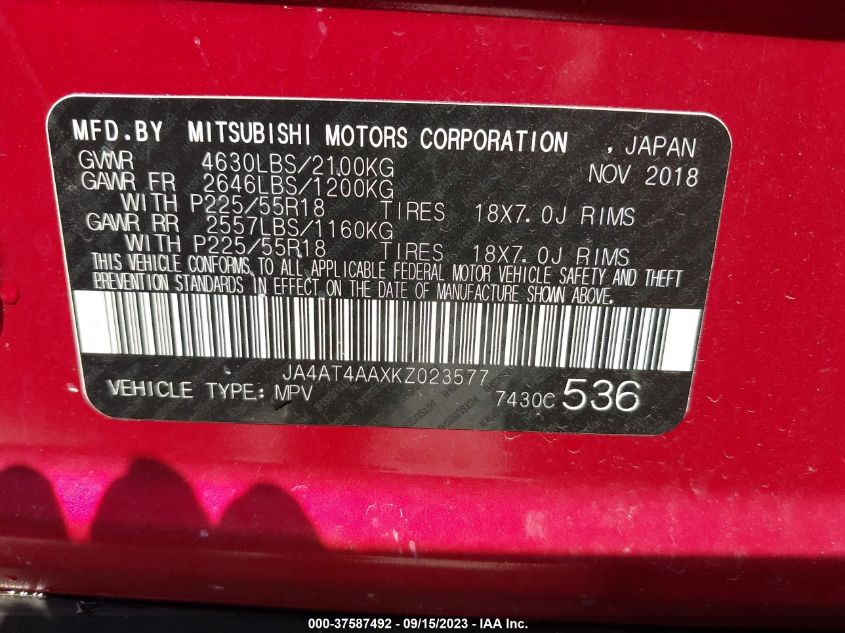 MFD.BY MITSUBISHI MOTORS CORPORATION , JAPAN
GVWR 4630LBS/2100KG NOV 2018
GAWR FR 2646LBS/1200KG
WITH P225/55R18 TIRES 18X7.0J RIMS
GAWR RR 2557LBS/1160KG
WITH P225/55R18 TIRES 18X7.0J RIMS
THIS VEHICLE CONFORMS TO ALL APPLICABLE FEDERAL MOTOR VEHICLE SAFETY AND THEFT
PREVENTION STANDARDS IN EFFECT ON THE DATE OF MANUFACTURE SHOWN ABOVE.
JA4AT4AAXKZ023577
VEHICLE TYPE: MPV 7430C 536
000-37587492 - 09/15/2023 - IAA Inc.